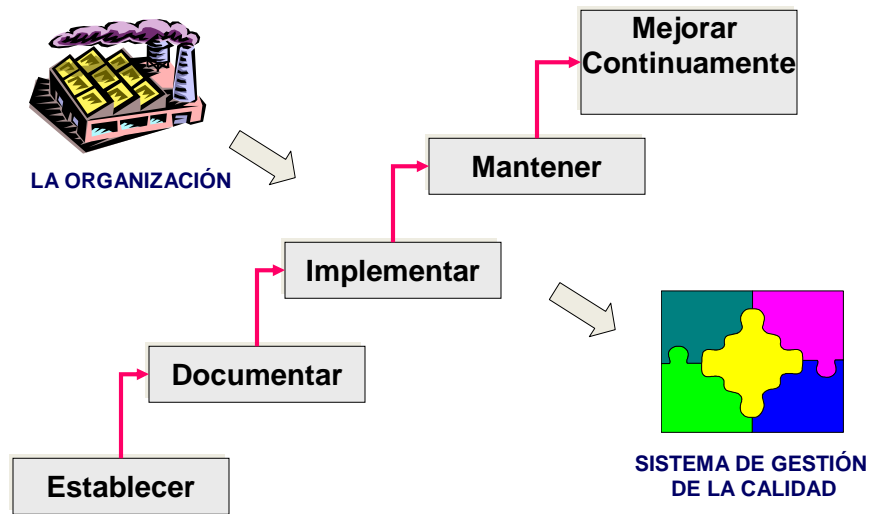 Mejorar
Continuamente
Mantener
LA ORGANIZACIÓN
Implementar
Documentar
Establecer
SISTEMA DE GESTIÓN
DE LA CALIDAD